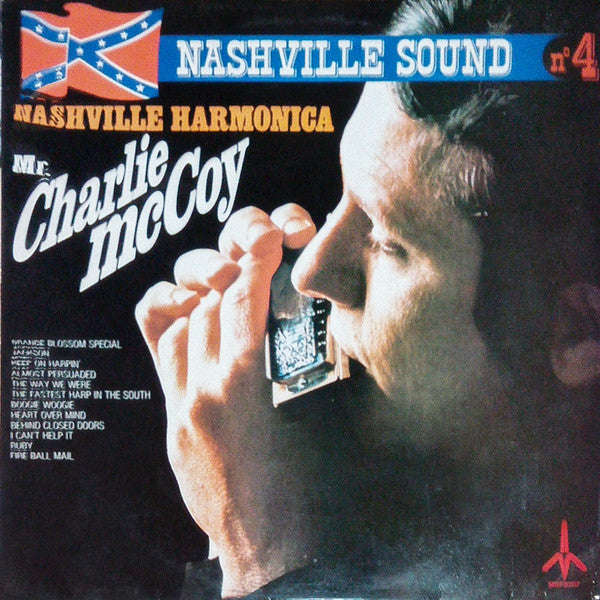 NASHVILLE SOUND nº4
NASHVILLE HARMONICA
Mr.
Charlie
mcCoy
ORANGE BLOSSOM SPECIAL
JACKSON
KEEP ON HARPIN'
ALMOST PERSUADED
THE WAY WE WERE
THE FASTEST HARP IN THE SOUTH
BOOGIE WOOGIE
HEART OVER MIND
BEHIND CLOSED DOORS
I CAN'T HELP IT
RUBY
FIRE BALL MAIL